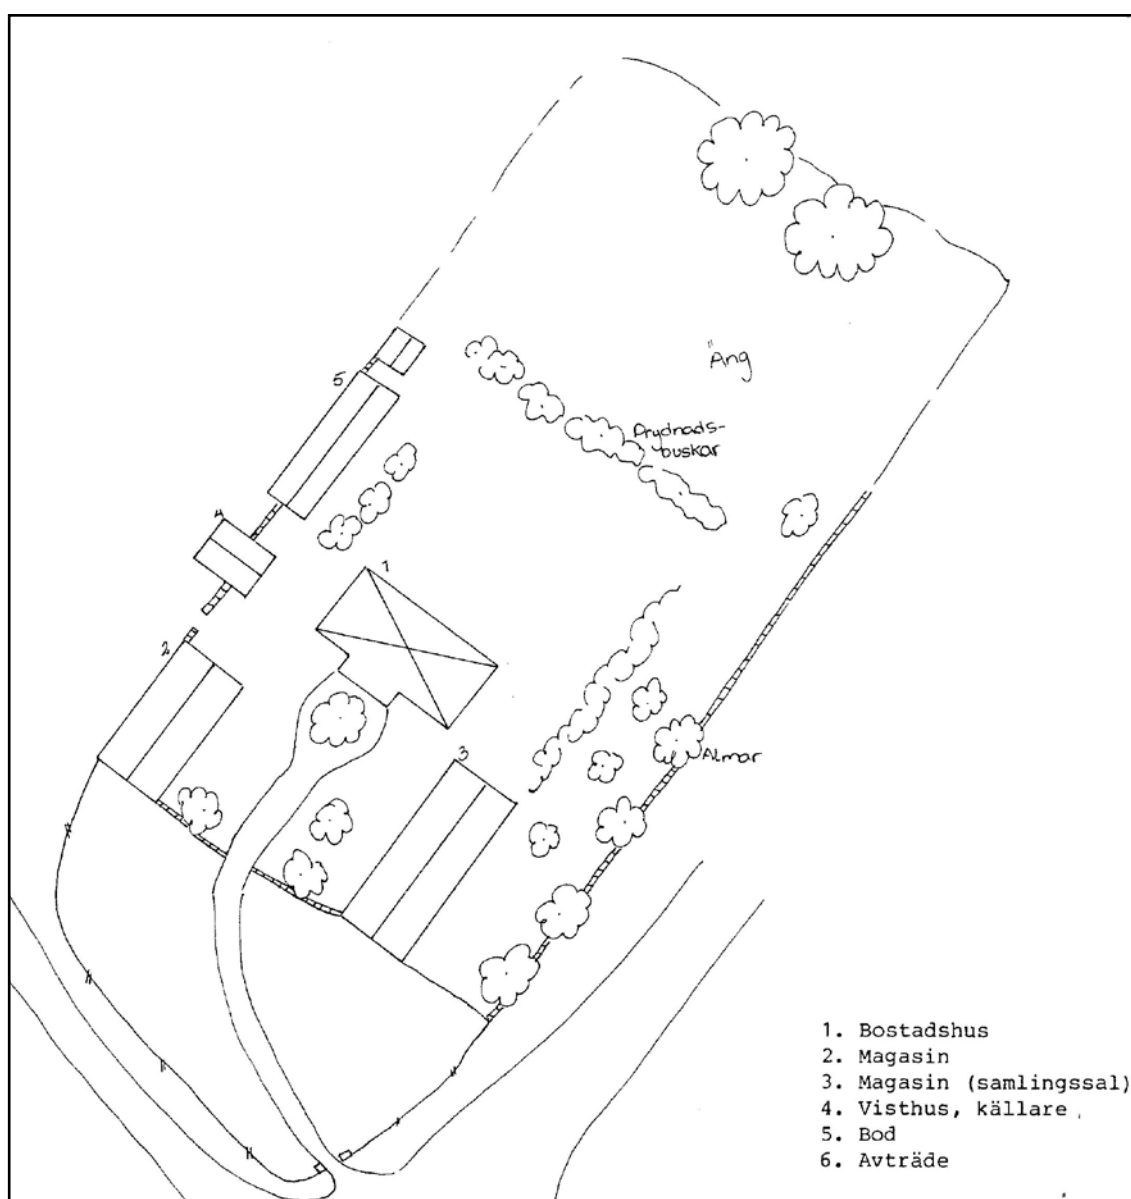 Äng
Prydnads-
buskar
5
4
1
2
3
Almar
1. Bostadshus
2. Magasin
3. Magasin (samlingssal)
4. Visthus, källare
5. Bod
6. Avträde